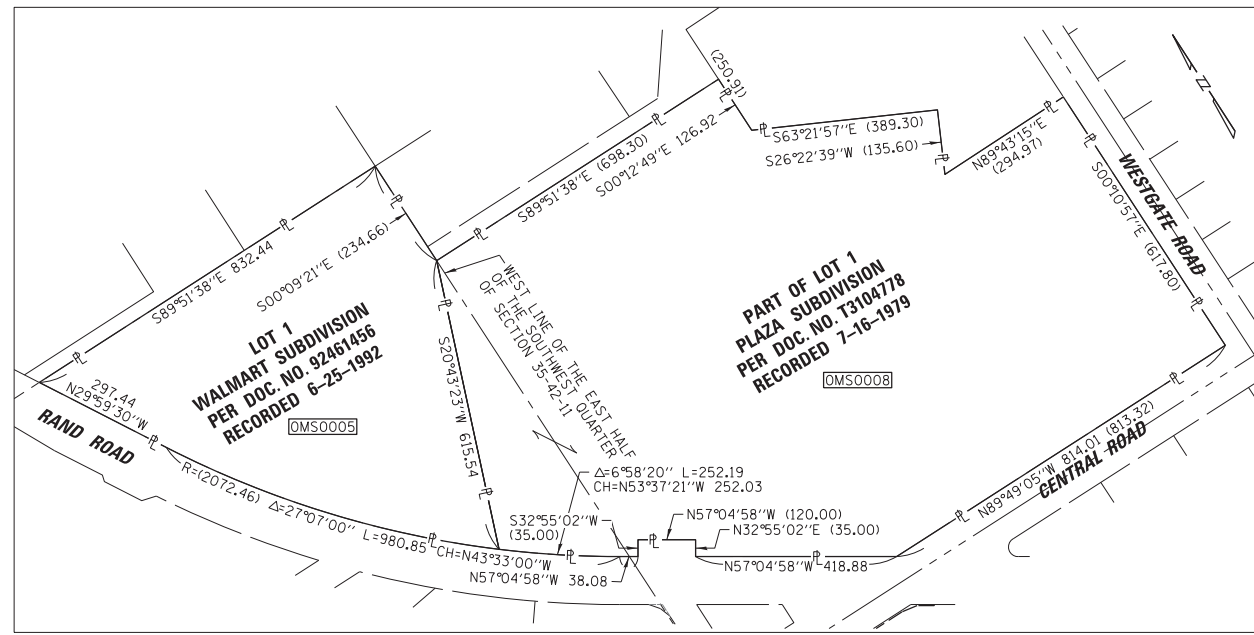 (250.91)
S89°51'38"E (698.30)
S00°12'49"E 126.92
S63°21'57"E (389.30)
S26°22'39"W (135.60)
N89°43'15"E
(294.97)
Z
WESTGATE ROAD
S00°10'57"E (617.80)
S89°51'38"E 832.44
S00°09'21"E (234.66)
LOT 1
WALMART SUBDIVISION
PER DOC. NO. 92461456
RECORDED 6-25-1992
0MS0005
WEST LINE OF THE EAST HALF
OF THE SOUTHWEST QUARTER
OF SECTION 35-42-11
PART OF LOT 1
PLAZA SUBDIVISION
PER DOC. NO. T3104778
RECORDED 7-16-1979
0MS0008
297.44
N29°59'30"W
RAND ROAD
S20°43'23"W 615.54
R=(2072.46) Δ=27°07'00" L=980.85 CH=N43°33'00"W
Δ=6°58'20" L=252.19
CH=N53°37'21"W 252.03
S32°55'02"W
(35.00)
N57°04'58"W (120.00)
N32°55'02"E (35.00)
N57°04'58"W 38.08
N57°04'58"W 418.88
N89°49'05"W 814.01 (813.32)
CENTRAL ROAD